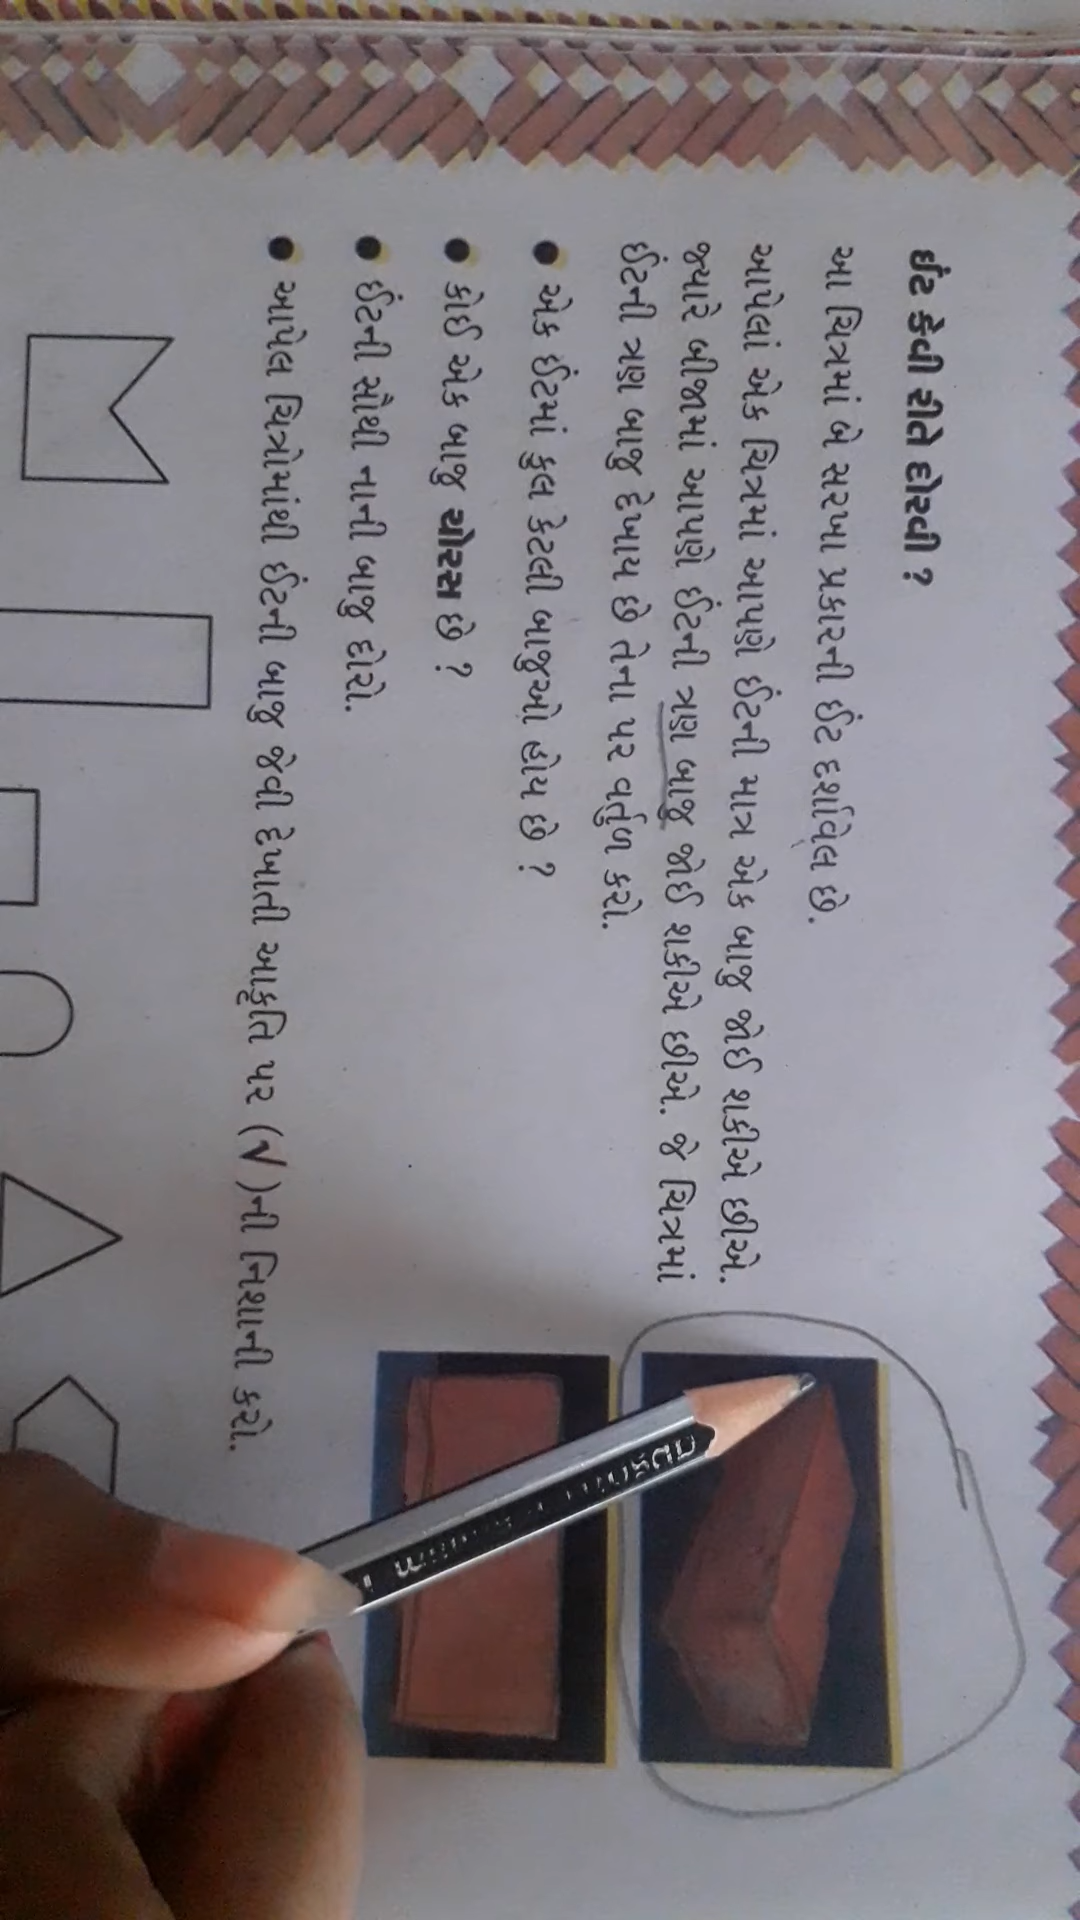 ઈંટ કેવી રીતે દોરવી ?
આ ચિત્રમાં બે સરખા પ્રકારની ઈંટ દર્શાવેલ છે.
આપેલાં એક ચિત્રમાં આપણે ઈંટની માત્ર એક બાજુ જોઈ શકીએ છીએ.
જ્યારે બીજામાં આપણે ઈંટની ત્રણ બાજુ જોઈ શકીએ છીએ. જે ચિત્રમાં
ઈંટની ત્રણ બાજુ દેખાય છે તેના પર વર્તુળ કરો.
● એક ઈંટમાં કુલ કેટલી બાજુઓ હોય છે ?
● કોઈ એક બાજુ ચોરસ છે ?
● ઈંટની સૌથી નાની બાજુ દોરો.
● આપેલ ચિત્રોમાંથી ઈંટની બાજુ જેવી દેખાતી આકૃતિ પર (√)ની નિશાની કરો.